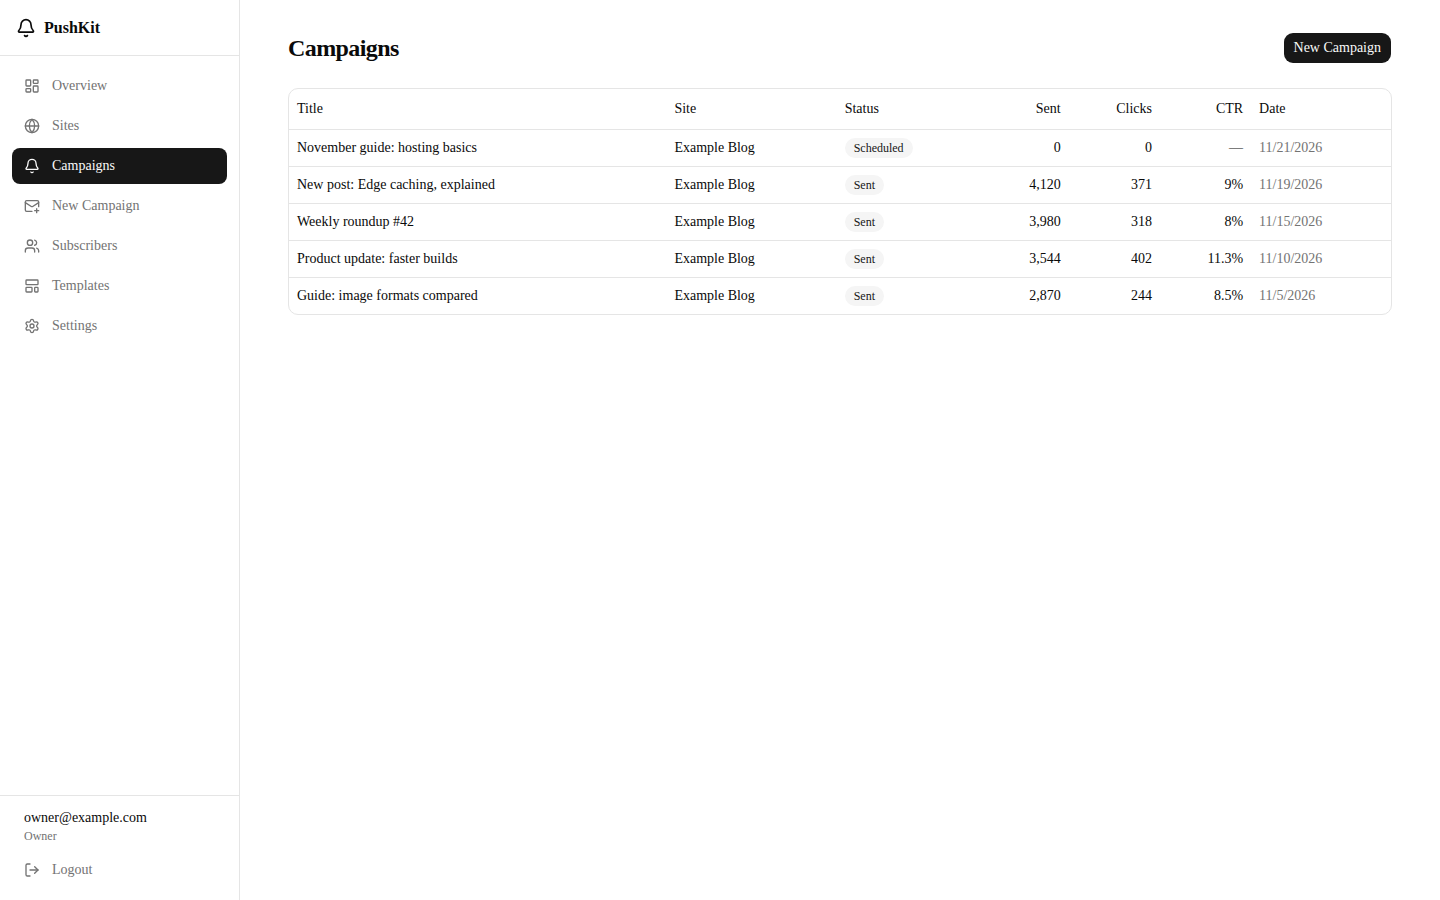 PushKit
Overview
Sites
Campaigns
New Campaign
Subscribers
Templates
Settings
owner@example.com
Owner
Logout
Campaigns
New Campaign
Title Site Status Sent Clicks CTR Date
November guide: hosting basics Example Blog Scheduled 0 0 — 11/21/2026
New post: Edge caching, explained Example Blog Sent 4,120 371 9% 11/19/2026
Weekly roundup #42 Example Blog Sent 3,980 318 8% 11/15/2026
Product update: faster builds Example Blog Sent 3,544 402 11.3% 11/10/2026
Guide: image formats compared Example Blog Sent 2,870 244 8.5% 11/5/2026